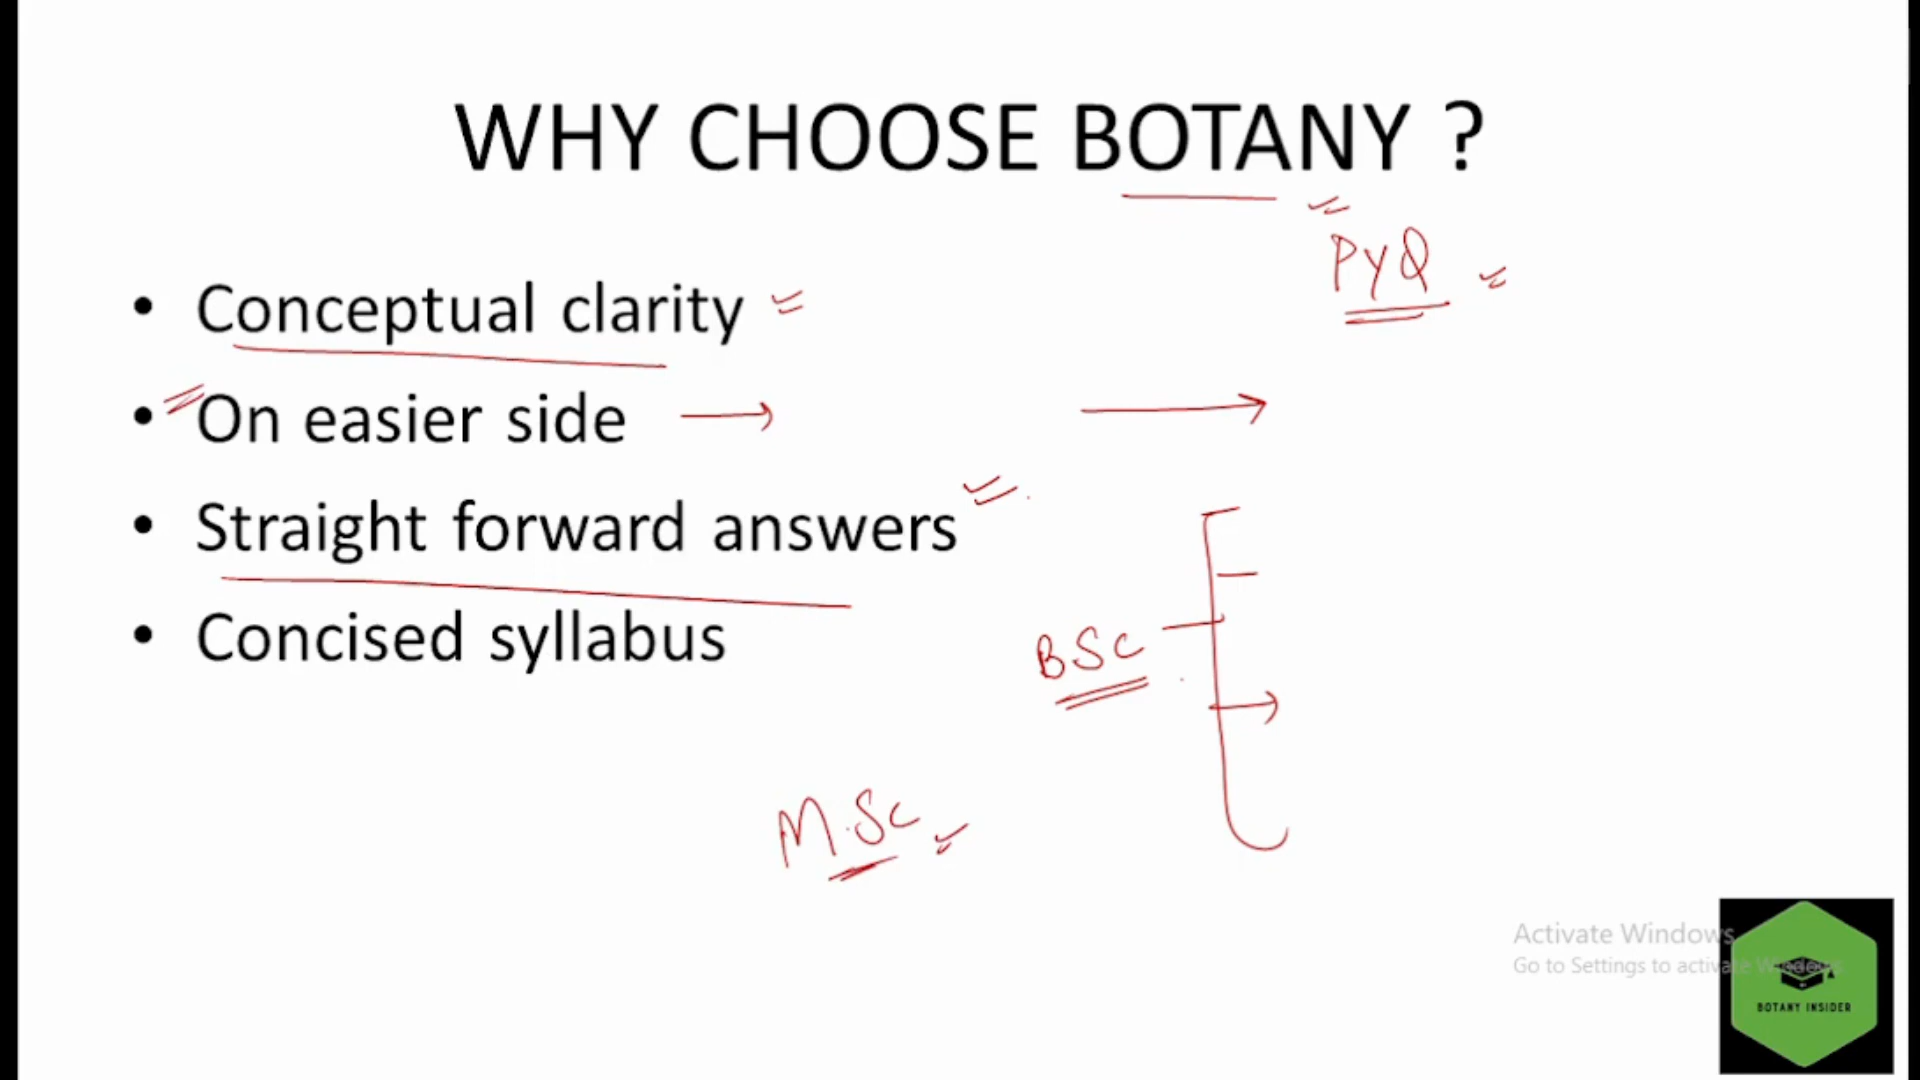 WHY CHOOSE BOTANY ?
PYQ
• Conceptual clarity
• On easier side
• Straight forward answers
• Concised syllabus
BSc
M.Sc
Activate Windows
Go to Settings to activate Windows.
BOTANY INSIDER